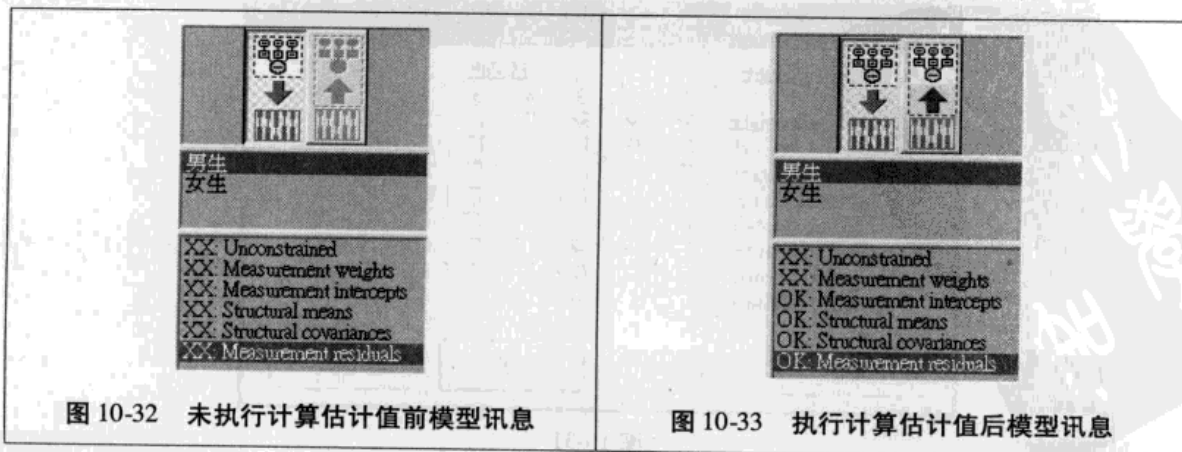 男生
女生
XX: Unconstrained
XX: Measurement weights
XX: Measurement intercepts
XX: Structural means
XX: Structural covariances
XX: Measurement residuals
图 10-32 未执行计算估计值前模型讯息
男生
女生
XX: Unconstrained
XX: Measurement weights
OK: Measurement intercepts
OK: Structural means
OK: Structural covariances
OK: Measurement residuals
图 10-33 执行计算估计值后模型讯息